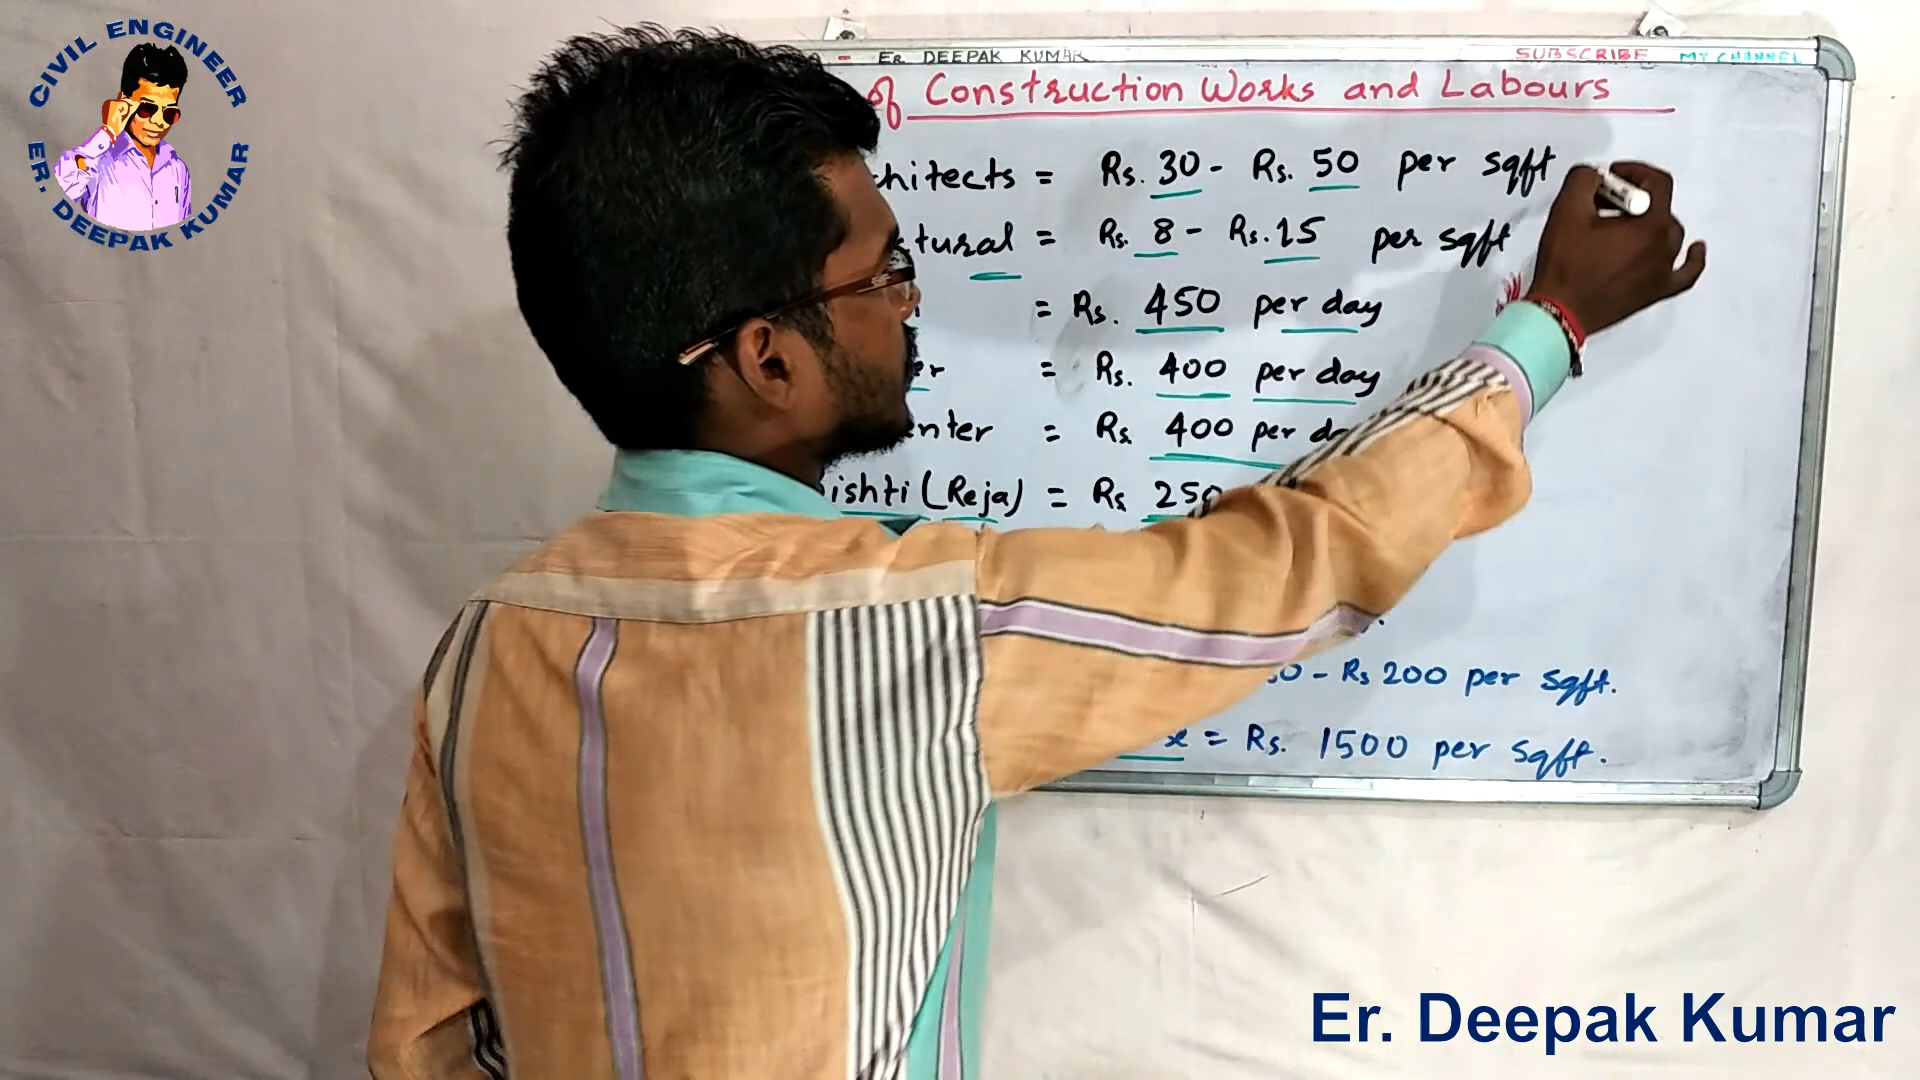 CIVIL ENGINEER
ER. DEEPAK KUMAR
- Er. DEEPAK KUMAR SUBSCRIBE MY CHANNEL
of Construction Works and Labours
chitects = Rs. 30 - Rs. 50 per sqft
ctural = Rs. 8 - Rs. 15 per sqft
= Rs. 450 per day
er = Rs. 400 per day
enter = Rs. 400 per da
ishti (Reja) = Rs 250
0 - Rs 200 per sqft.
= Rs. 1500 per sqft.
Er. Deepak Kumar